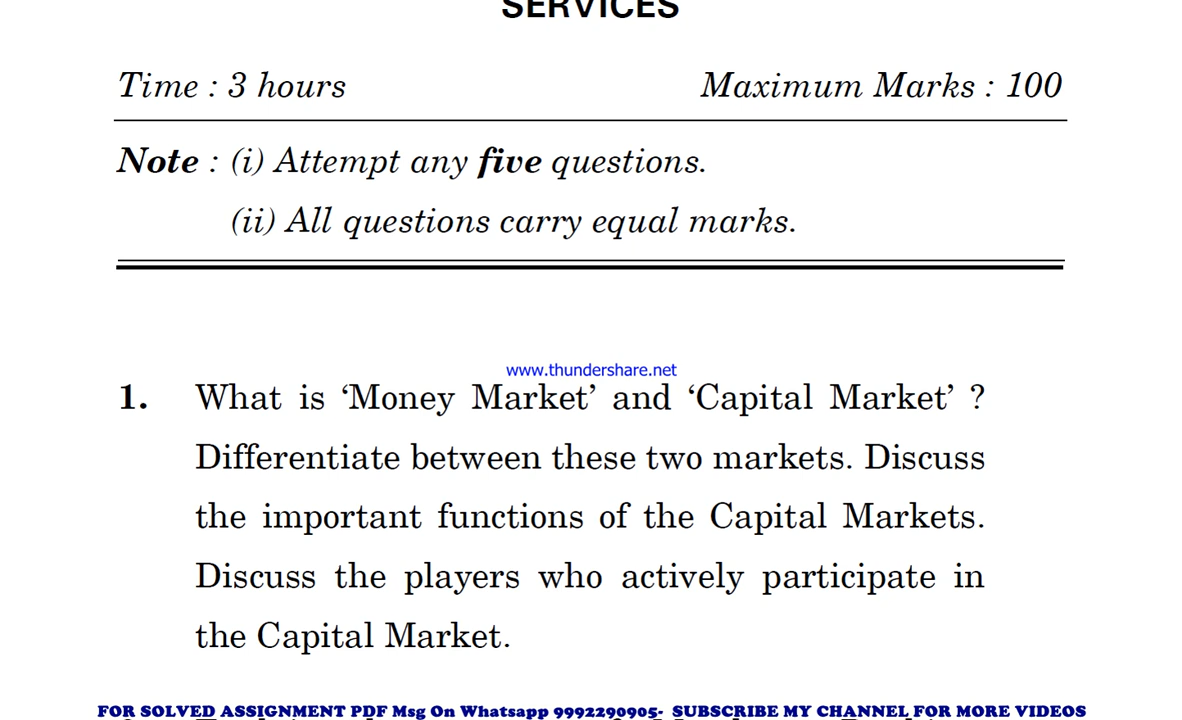 SERVICES
Time : 3 hours Maximum Marks : 100
Note : (i) Attempt any five questions.
(ii) All questions carry equal marks.
www.thundershare.net
1. What is ‘Money Market’ and ‘Capital Market’ ?
Differentiate between these two markets. Discuss
the important functions of the Capital Markets.
Discuss the players who actively participate in
the Capital Market.
FOR SOLVED ASSIGNMENT PDF Msg On Whatsapp 9992290905- SUBSCRIBE MY CHANNEL FOR MORE VIDEOS